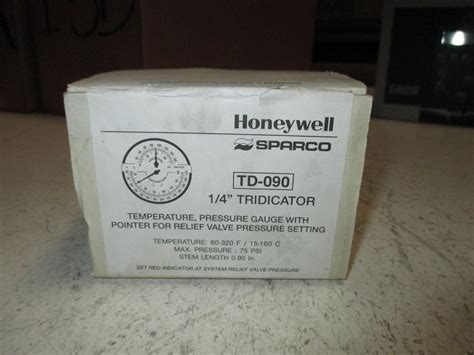 Honeywell
SPARCO
TD-090
1/4" TRIDICATOR
TEMPERATURE, PRESSURE GAUGE WITH
POINTER FOR RELIEF VALVE PRESSURE SETTING
TEMPERATURE: 60-320 F / 15-160 C
MAX. PRESSURE : 75 PSI
STEM LENGTH 0.90 In.
SET RED INDICATOR AT SYSTEM RELIEF VALVE PRESSURE